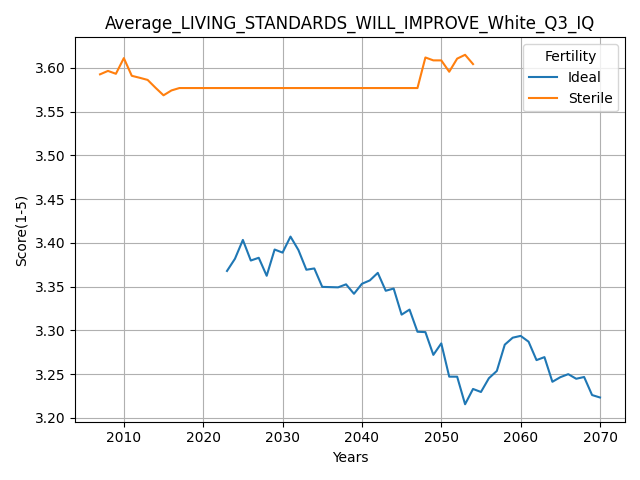 Average_LIVING_STANDARDS_WILL_IMPROVE_White_Q3_IQ
Fertility
Ideal
Sterile
Score(1-5)
3.60
3.55
3.50
3.45
3.40
3.35
3.30
3.25
3.20
2010 2020 2030 2040 2050 2060 2070
Years